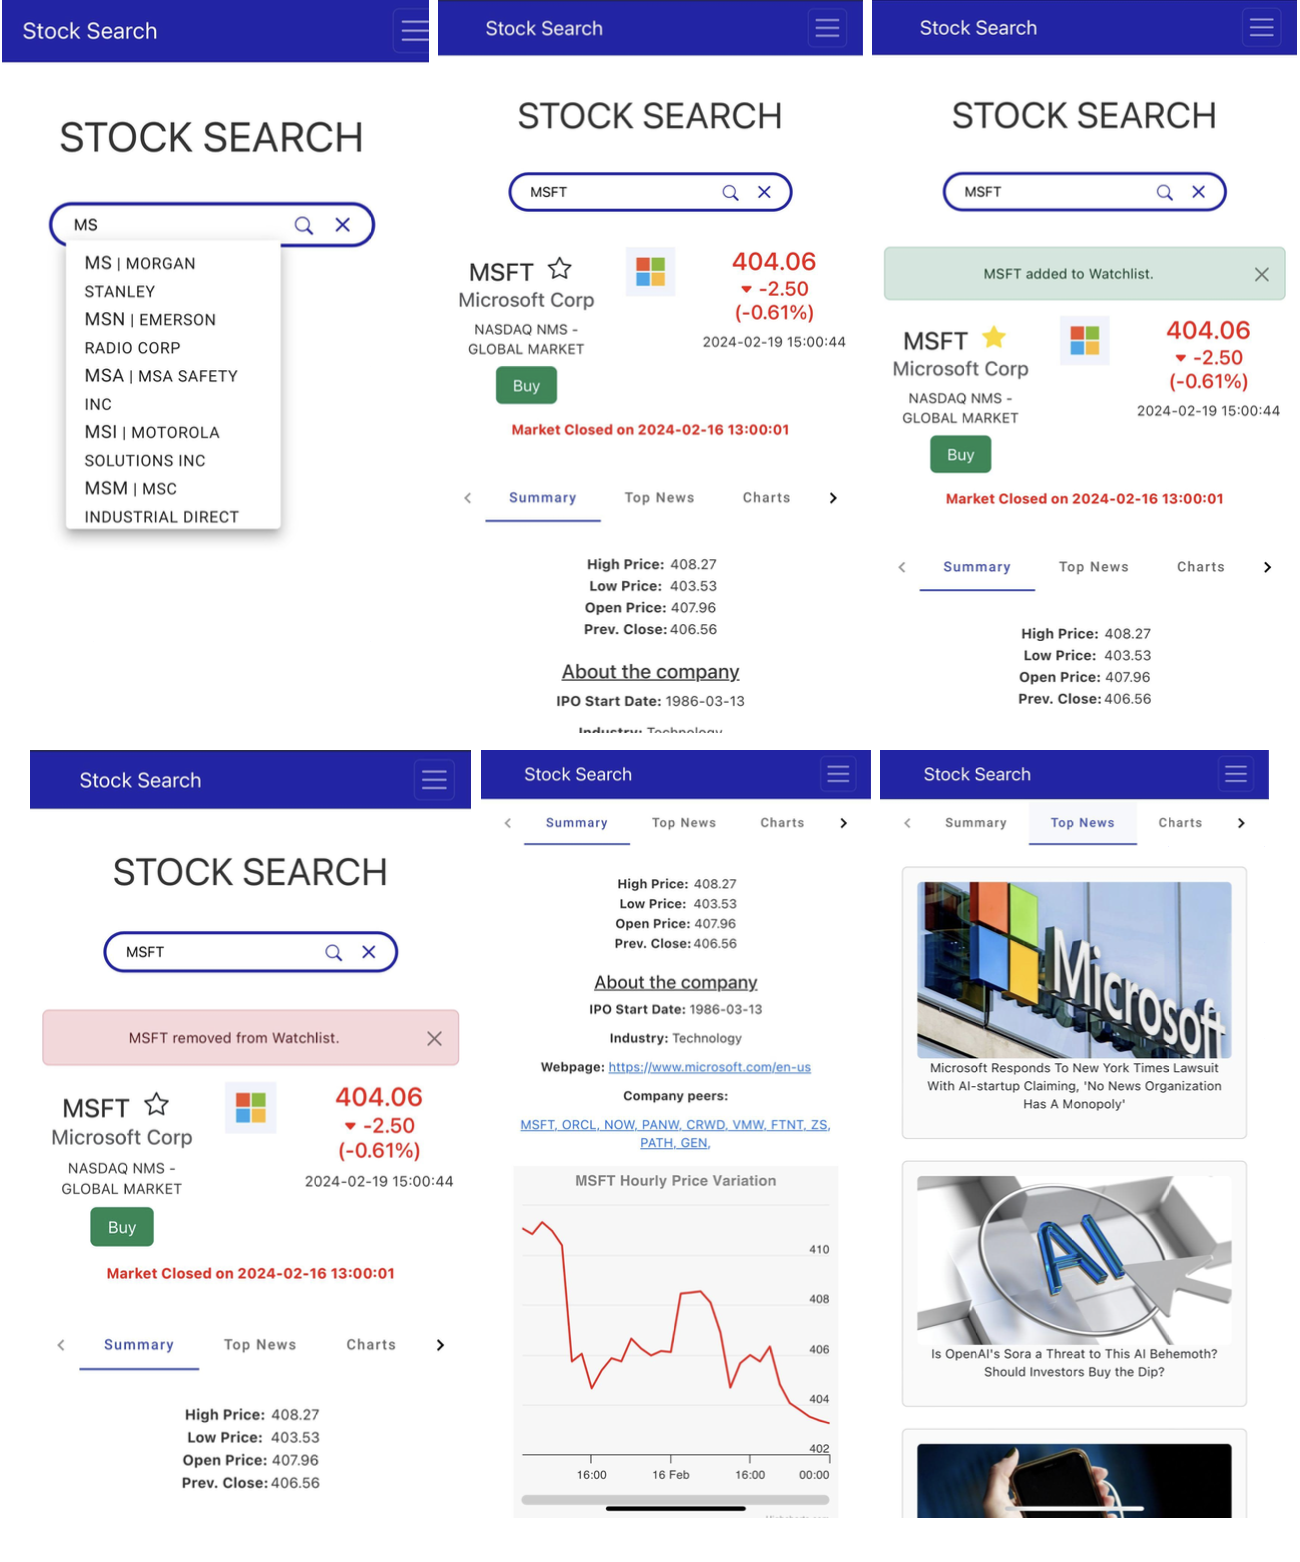 Stock Search
STOCK SEARCH
MS
MS | MORGAN
STANLEY
MSN | EMERSON
RADIO CORP
MSA | MSA SAFETY
INC
MSI | MOTOROLA
SOLUTIONS INC
MSM | MSC
INDUSTRIAL DIRECT
Stock Search
STOCK SEARCH
MSFT
MSFT
Microsoft Corp
NASDAQ NMS -
GLOBAL MARKET
Buy
404.06
-2.50
(-0.61%)
2024-02-19 15:00:44
Market Closed on 2024-02-16 13:00:01
Summary Top News Charts
High Price: 408.27
Low Price: 403.53
Open Price: 407.96
Prev. Close: 406.56
About the company
IPO Start Date: 1986-03-13
Industry: Technology
Stock Search
STOCK SEARCH
MSFT
MSFT added to Watchlist.
MSFT
Microsoft Corp
NASDAQ NMS -
GLOBAL MARKET
Buy
404.06
-2.50
(-0.61%)
2024-02-19 15:00:44
Market Closed on 2024-02-16 13:00:01
Summary Top News Charts
High Price: 408.27
Low Price: 403.53
Open Price: 407.96
Prev. Close: 406.56
Stock Search
STOCK SEARCH
MSFT
MSFT removed from Watchlist.
MSFT
Microsoft Corp
NASDAQ NMS -
GLOBAL MARKET
Buy
404.06
-2.50
(-0.61%)
2024-02-19 15:00:44
Market Closed on 2024-02-16 13:00:01
Summary Top News Charts
High Price: 408.27
Low Price: 403.53
Open Price: 407.96
Prev. Close: 406.56
Stock Search
Summary Top News Charts
High Price: 408.27
Low Price: 403.53
Open Price: 407.96
Prev. Close: 406.56
About the company
IPO Start Date: 1986-03-13
Industry: Technology
Webpage: https://www.microsoft.com/en-us
Company peers:
MSFT, ORCL, NOW, PANW, CRWD, VMW, FTNT, ZS,
PATH, GEN,
MSFT Hourly Price Variation
410
408
406
404
402
16:00 16 Feb 16:00 00:00
Stock Search
Summary Top News Charts
Microsoft
Microsoft Responds To New York Times Lawsuit
With AI-startup Claiming, 'No News Organization
Has A Monopoly'
AI
Is OpenAI's Sora a Threat to This AI Behemoth?
Should Investors Buy the Dip?